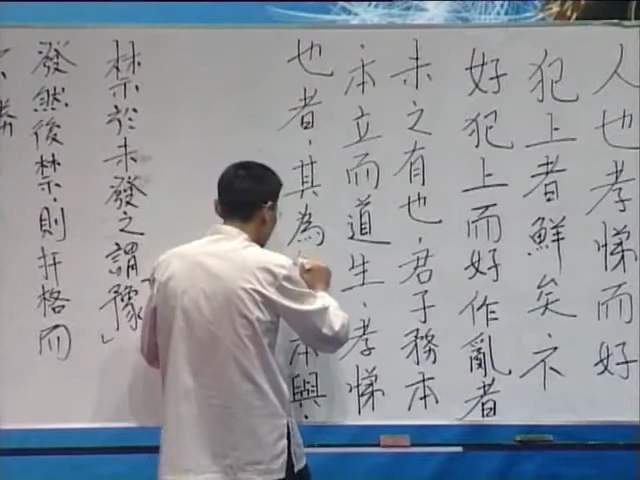 人也孝悌而好
犯上者鮮矣．不
好犯上而好作亂者
未之有也．君子務本
．本立而道生．孝悌
也者．其為
本與．
禁於未發之謂豫」
發然後禁．則扞格而
不勝